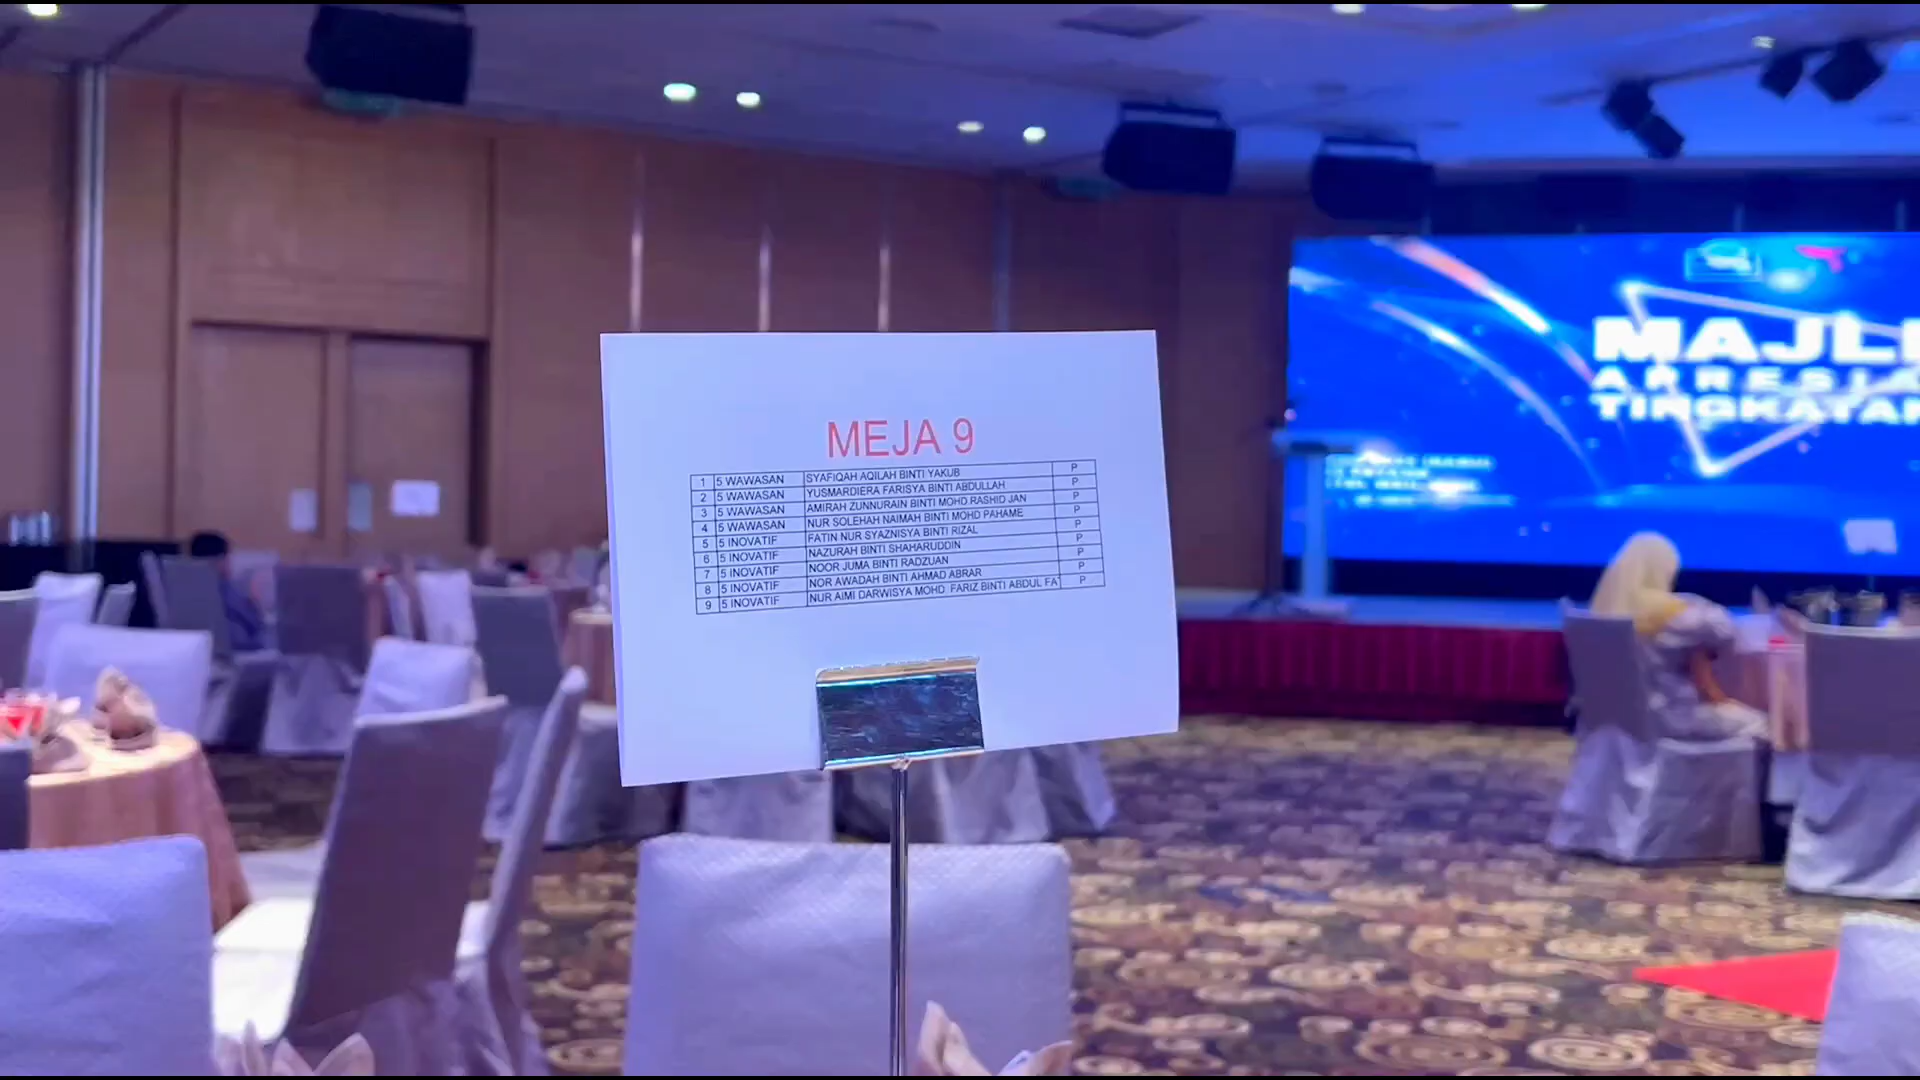 MEJA 9
1 5 WAWASAN SYAFIQAH AQILAH BINTI YAKUB P
2 5 WAWASAN YUSMARDIERA FARISYA BINTI ABDULLAH P
3 5 WAWASAN AMIRAH ZUNNURAIN BINTI MOHD RASHID JAN P
4 5 WAWASAN NUR SOLEHAH NAIMAH BINTI MOHD PAHAME P
5 5 INOVATIF FATIN NUR SYAZNISYA BINTI RIZAL P
6 5 INOVATIF NAZURAH BINTI SHAHARUDDIN P
7 5 INOVATIF NOOR JUMA BINTI RADZUAN P
8 5 INOVATIF NOR AWADAH BINTI AHMAD ABRAR P
9 5 INOVATIF NUR AIMI DARWISYA MOHD FARIZ BINTI ABDUL FAT P
MAJLI
APRESIA
TINGKATAN